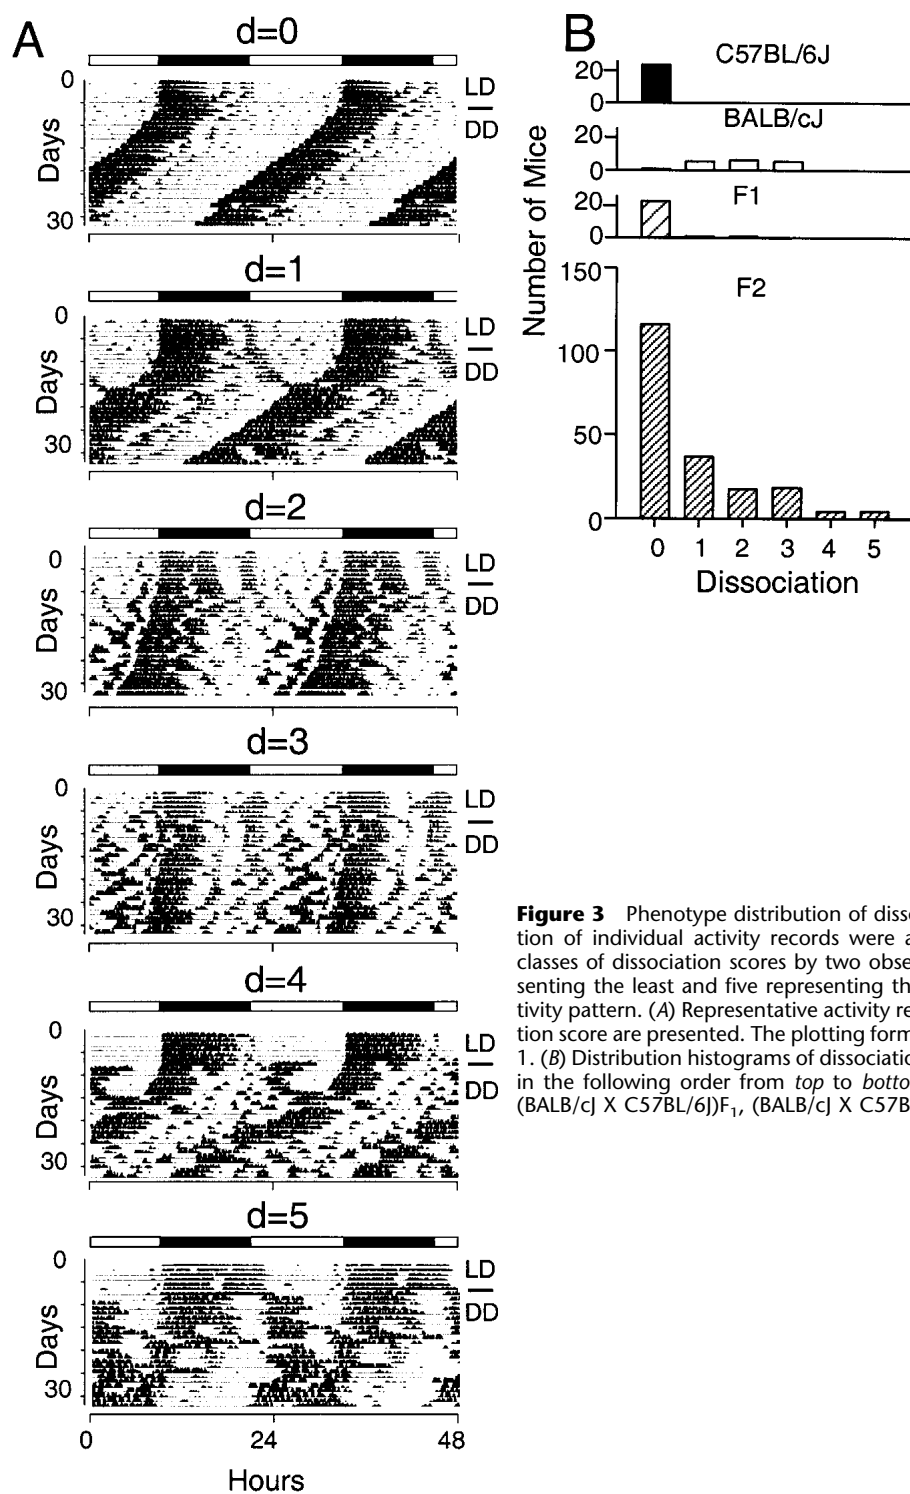 A
d=0
0
Days
30
LD
DD
d=1
0
Days
30
LD
DD
d=2
0
Days
30
LD
DD
d=3
0
Days
30
LD
DD
d=4
0
Days
30
LD
DD
d=5
0
Days
30
LD
DD
0 24 48
Hours
B
Number of Mice
C57BL/6J
20
0
BALB/cJ
20
0
F1
20
0
F2
150
100
50
0
0 1 2 3 4 5
Dissociation
Figure 3 Phenotype distribution of disso
tion of individual activity records were a
classes of dissociation scores by two obse
senting the least and five representing th
tivity pattern. (A) Representative activity re
tion score are presented. The plotting form
1. (B) Distribution histograms of dissociatio
in the following order from top to botto
(BALB/cJ X C57BL/6J)F₁, (BALB/cJ X C57B